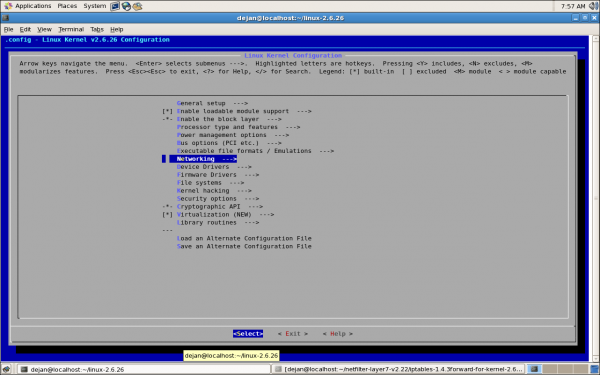 Applications Places System 7:57 AM
dejan@localhost:~/linux-2.6.26
File Edit View Terminal Tabs Help
.config - Linux Kernel v2.6.26 Configuration
Linux Kernel Configuration
Arrow keys navigate the menu. <Enter> selects submenus --->. Highlighted letters are hotkeys. Pressing <Y> includes, <N> excludes, <M>
modularizes features. Press <Esc><Esc> to exit, <?> for Help, </> for Search. Legend: [*] built-in [ ] excluded <M> module < > module capable
General setup --->
[*] Enable loadable module support --->
-*- Enable the block layer --->
Processor type and features --->
Power management options --->
Bus options (PCI etc.) --->
Executable file formats / Emulations --->
Networking --->
Device Drivers --->
Firmware Drivers --->
File systems --->
Kernel hacking --->
Security options --->
-*- Cryptographic API --->
[*] Virtualization (NEW) --->
Library routines --->
---
Load an Alternate Configuration File
Save an Alternate Configuration File
<Select> < Exit > < Help >
dejan@localhost:~/linux-2.6.26
dejan@localhost:~/linux-2.6.26
[dejan@localhost:~/netfilter-layer7-v2.22/iptables-1.4.3forward-for-kernel-2.6...